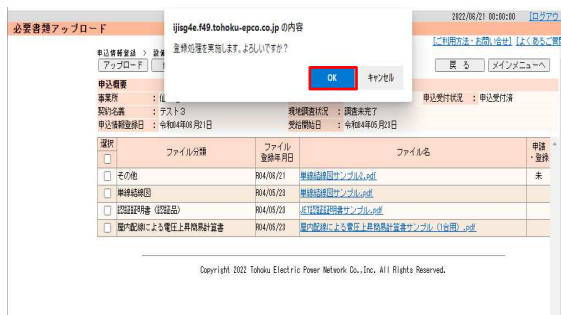 2022/06/21 00:00:00 [ログアウ
必要書類アップロード
ijisg4e.f49.tohoku-epco.co.jp の内容
登録処理を実施します。よろしいですか？
OK キャンセル
[ご利用方法・お問い合せ] [よくあるご質問
申込情報登録 > 設備
アップロード
戻 る メインメニューへ
申込概要
事業所 :
契約名義 : テスト3
申込情報登録日 : 令和04年06月21日
現地調査状況 : 調査未完了
受給開始日 : 令和04年05月23日
申込受付状況 : 申込受付済
選択 ファイル分類 ファイル登録年月日 ファイル名 申請・登録
その他 R04/06/21 単線結線図サンプル2.pdf 未
単線結線図 R04/05/23 単線結線図サンプル.pdf
認証証明書（認証品） R04/05/23 JET認証証明書サンプル.pdf
屋内配線による電圧上昇簡易計算書 R04/05/23 屋内配線による電圧上昇簡易計算書サンプル（1台用）.pdf
Copyright 2022 Tohoku Electric Power Network Co.,Inc. All Rights Reserved.